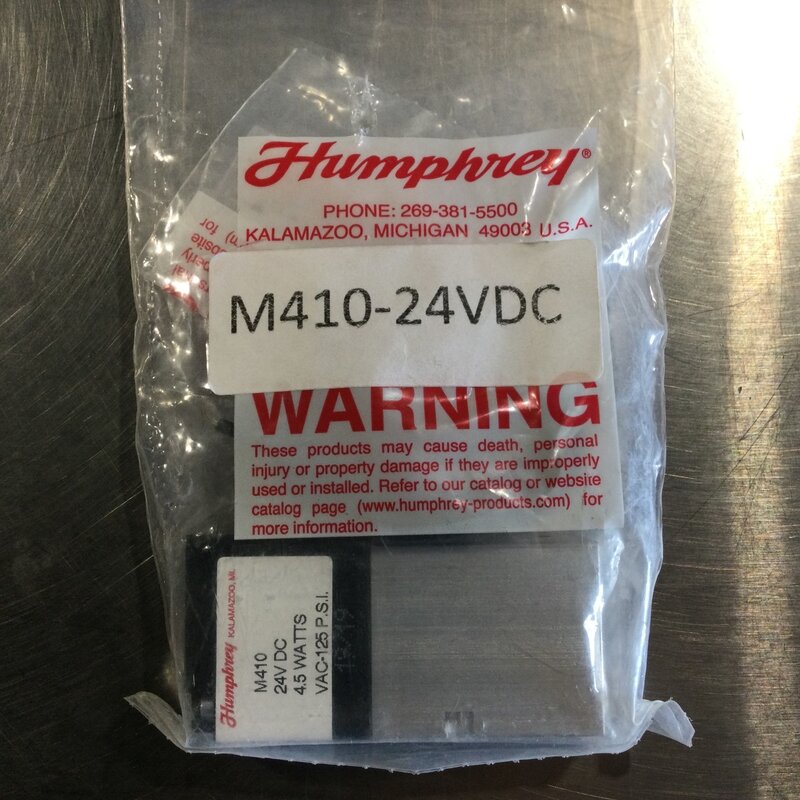 Humphrey®
PHONE: 269-381-5500
KALAMAZOO, MICHIGAN 49003 U.S.A.
M410-24VDC
WARNING
These products may cause death, personal
injury or property damage if they are improperly
used or installed. Refer to our catalog or website
catalog page (www.humphrey-products.com) for
more information.
Humphrey KALAMAZOO, MI.
M410
24V DC
4.5 WATTS
VAC-125 P.S.I.